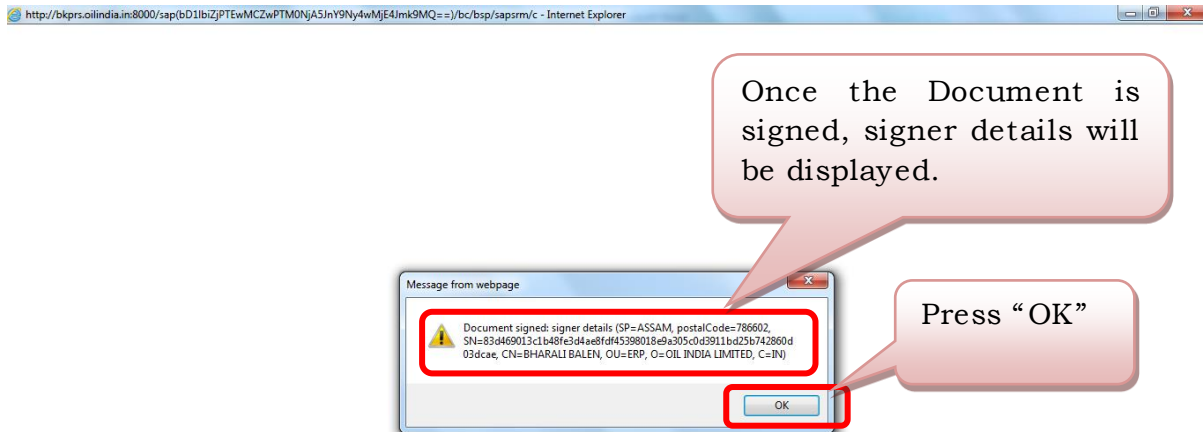 http://bkprs.oilindia.in:8000/sap(bD1lbiZjPTEwMCZwPTM0NjA5JnY9Ny4wMjE4Jmk9MQ==)/bc/bsp/sapsrm/c - Internet Explorer
Once the Document is
signed, signer details will
be displayed.
Message from webpage
Document signed: signer details (SP=ASSAM, postalCode=786602,
SN=83d469013c1b48fe3d4ae8fdf45398018e9a305c0d3911bd25b742860d
03dcae, CN=BHARALI BALEN, OU=ERP, O=OIL INDIA LIMITED, C=IN)
OK
Press “OK”